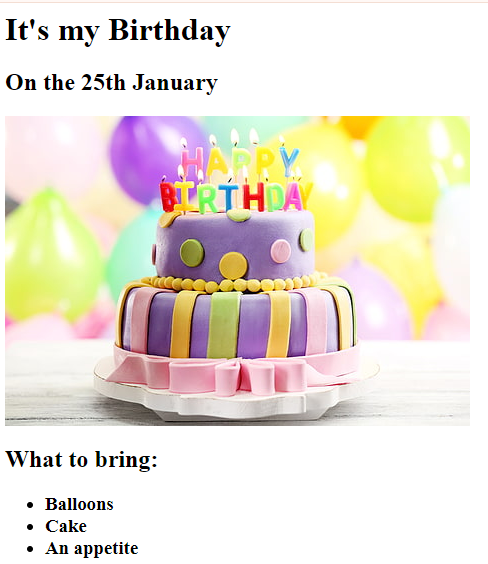 It's my Birthday
On the 25th January
HAPPY
BIRTHDAY
What to bring:
Balloons
Cake
An appetite